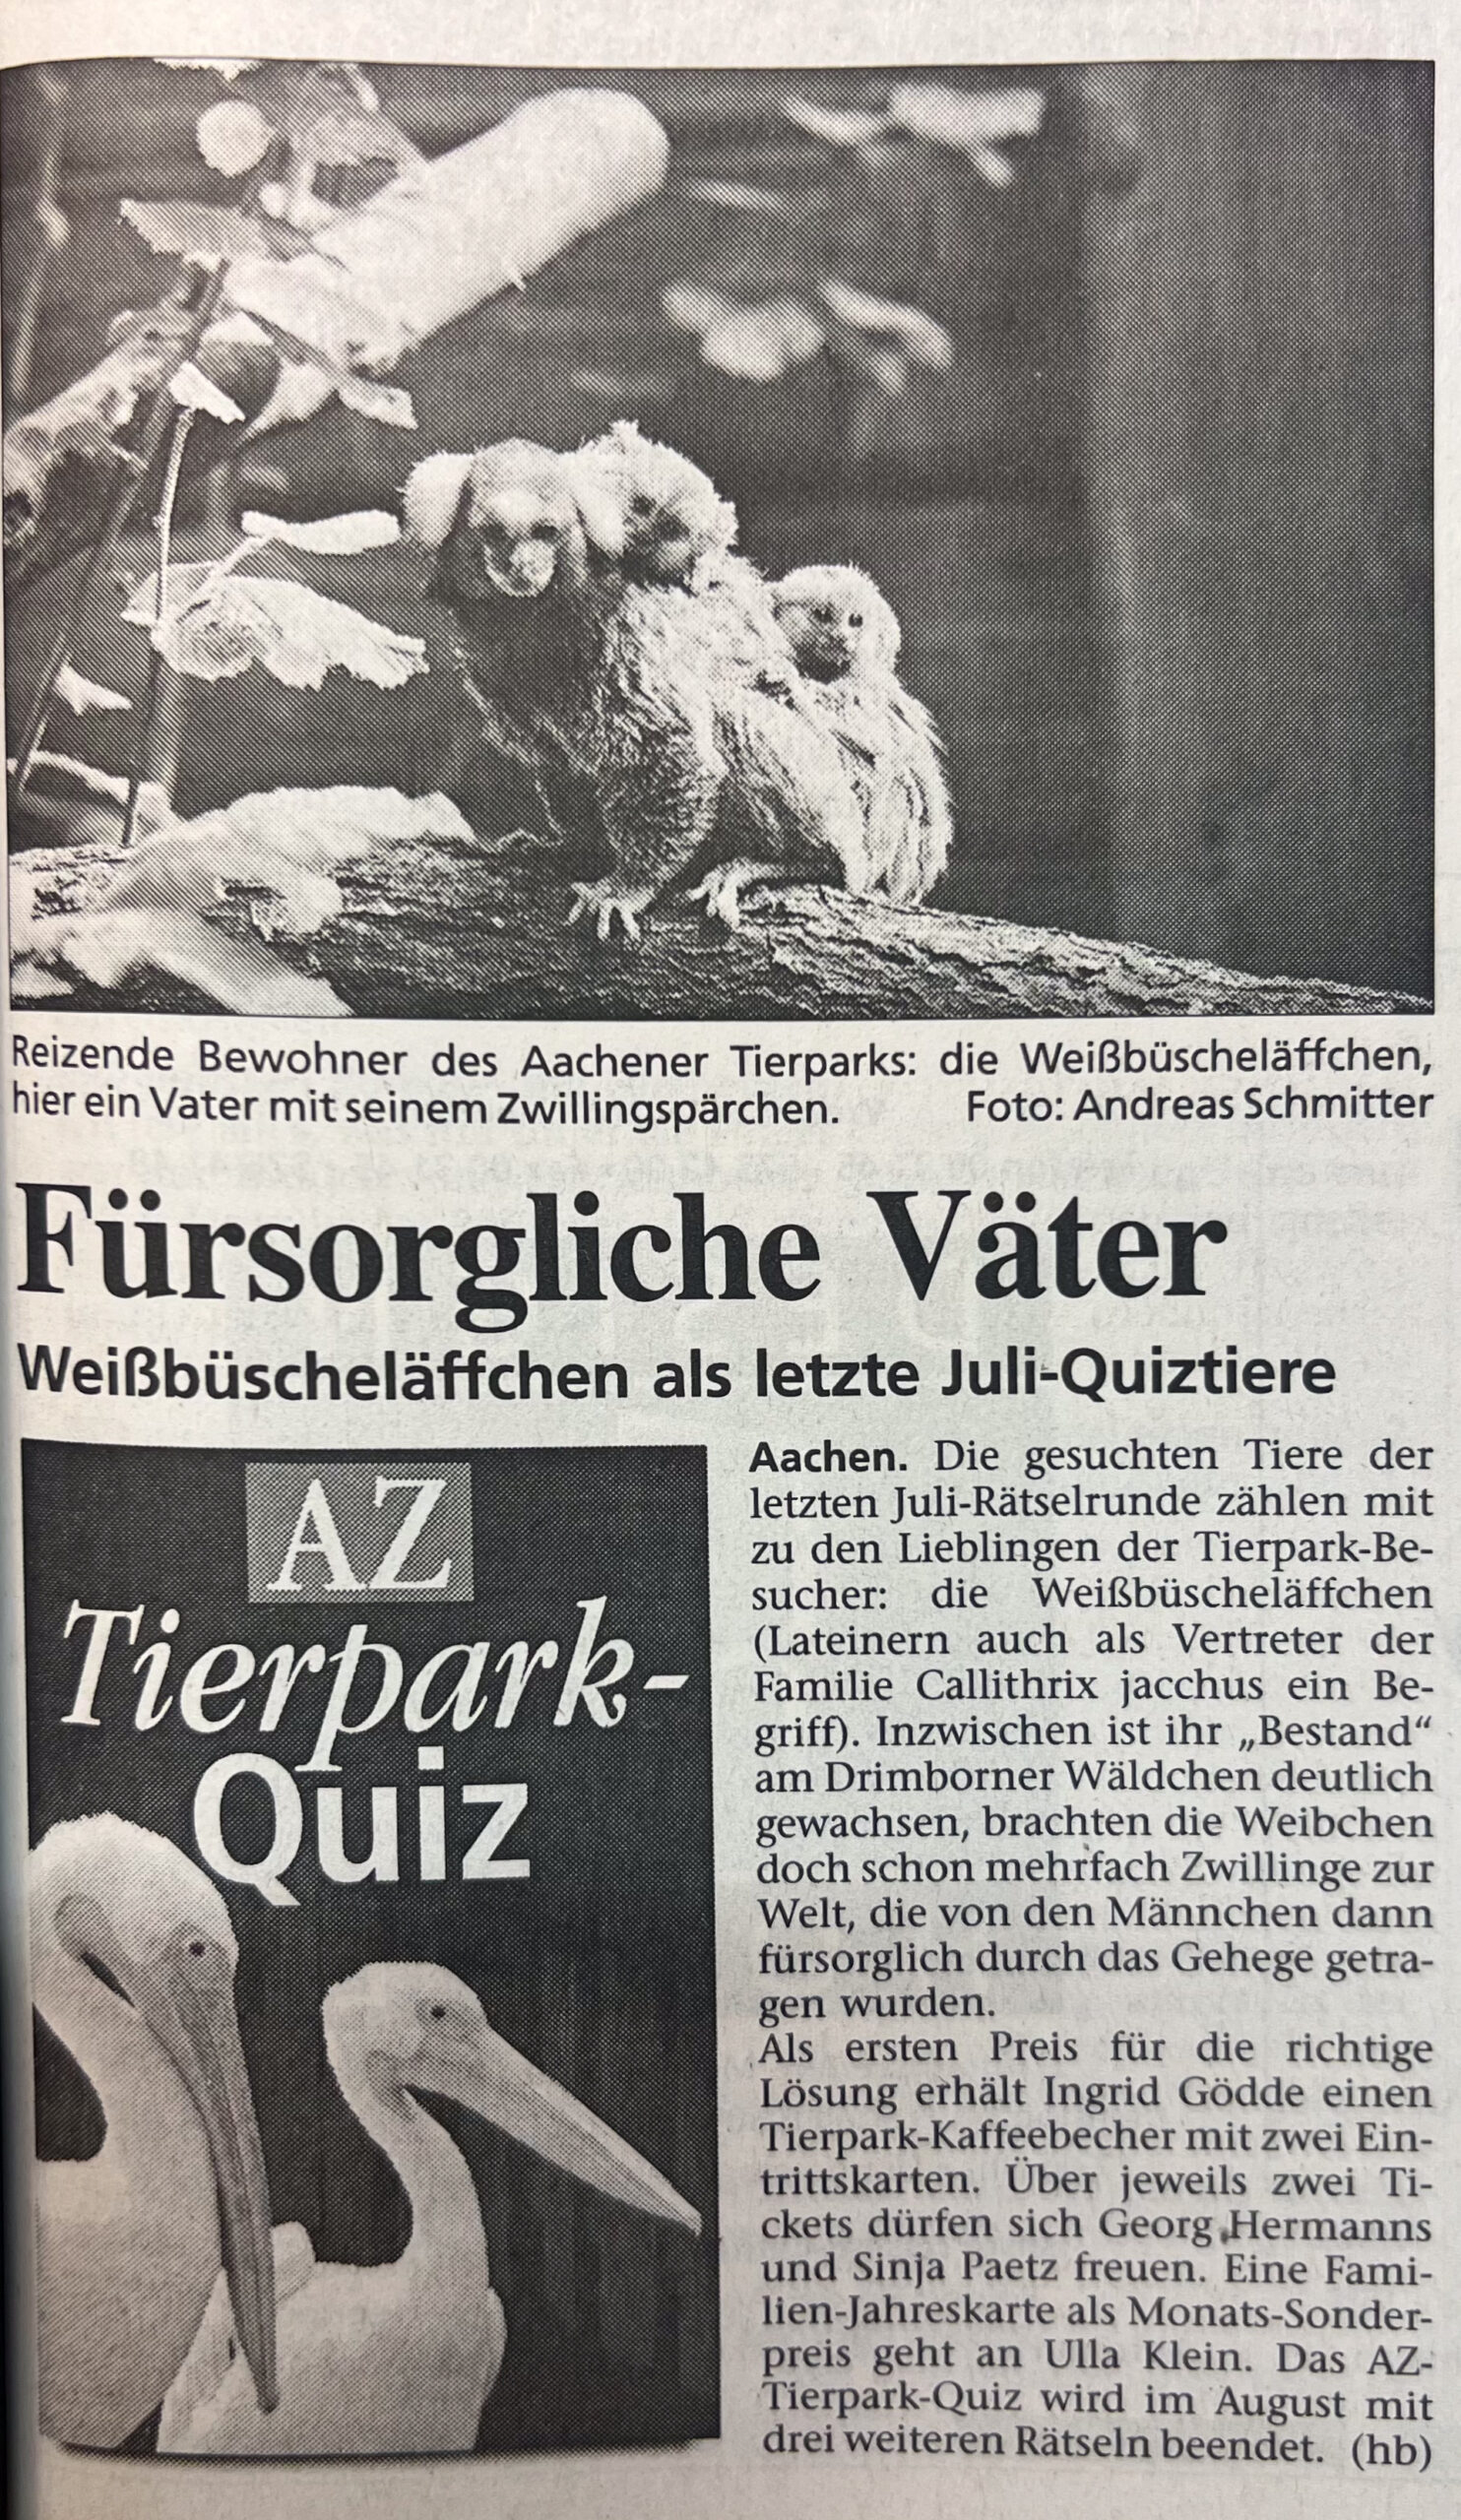 Reizende Bewohner des Aachener Tierparks: die Weißbüscheläffchen,
hier ein Vater mit seinem Zwillingspärchen. Foto: Andreas Schmitter
Fürsorgliche Väter
Weißbüscheläffchen als letzte Juli-Quiztiere
AZ
Tierpark-
Quiz
Aachen. Die gesuchten Tiere der
letzten Juli-Rätselrunde zählen mit
zu den Lieblingen der Tierpark-Be-
sucher: die Weißbüscheläffchen
(Lateinern auch als Vertreter der
Familie Callithrix jacchus ein Be-
griff). Inzwischen ist ihr „Bestand“
am Drimborner Wäldchen deutlich
gewachsen, brachten die Weibchen
doch schon mehrfach Zwillinge zur
Welt, die von den Männchen dann
fürsorglich durch das Gehege getra-
gen wurden.
Als ersten Preis für die richtige
Lösung erhält Ingrid Gödde einen
Tierpark-Kaffeebecher mit zwei Ein-
trittskarten. Über jeweils zwei Ti-
ckets dürfen sich Georg Hermanns
und Sinja Paetz freuen. Eine Fami-
lien-Jahreskarte als Monats-Sonder-
preis geht an Ulla Klein. Das AZ-
Tierpark-Quiz wird im August mit
drei weiteren Rätseln beendet. (hb)